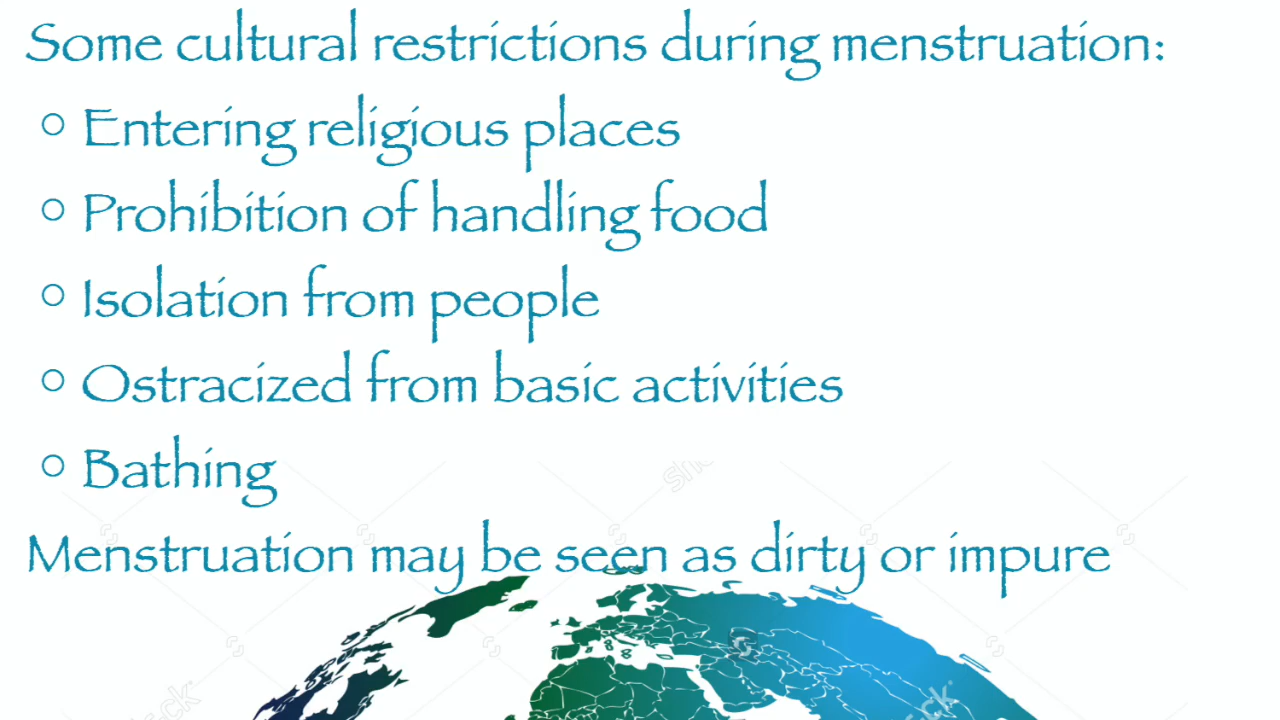 Some cultural restrictions during menstruation:
○ Entering religious places
○ Prohibition of handling food
○ Isolation from people
○ Ostracized from basic activities
○ Bathing
Menstruation may be seen as dirty or impure